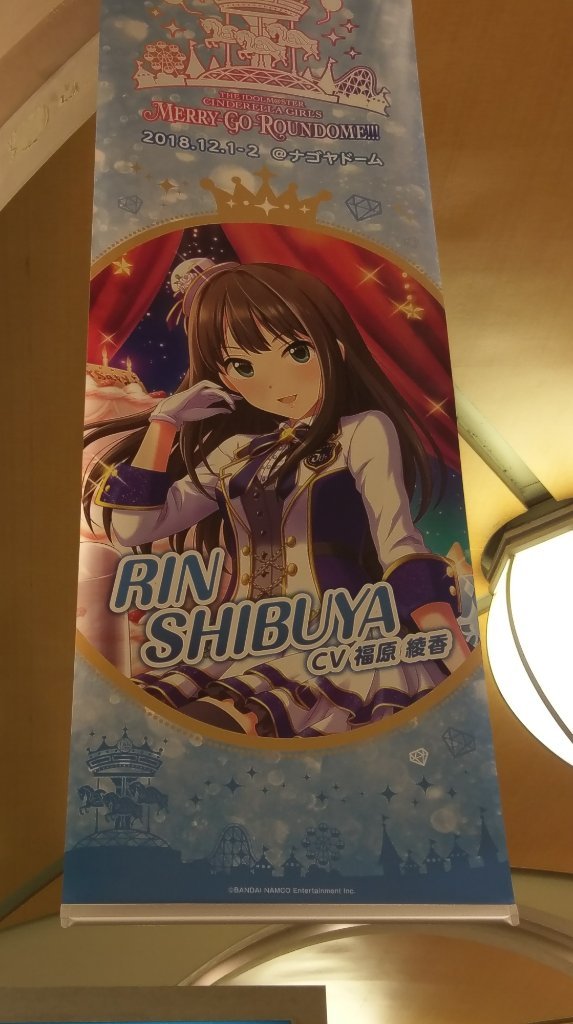 THE IDOLM@STER
CINDERELLA GIRLS
MERRY-GO-ROUNDOME!!!
2018.12.1-2 @ナゴヤドーム
RIN
SHIBUYA
CV 福原 綾香
©BANDAI NAMCO Entertainment Inc.